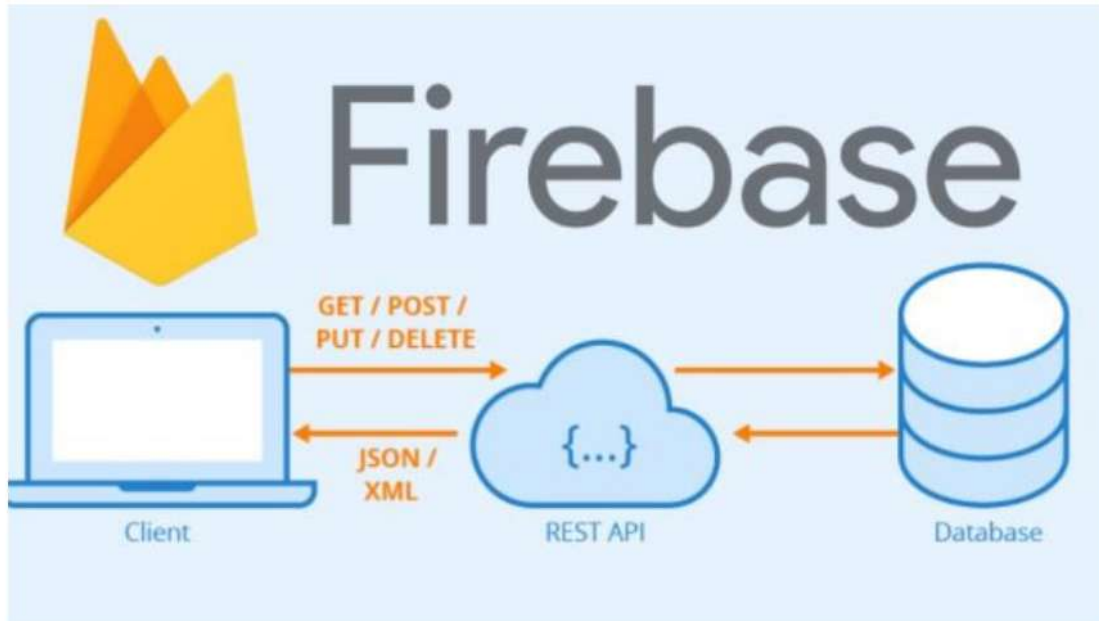 Firebase
GET / POST /
PUT / DELETE
{...}
JSON /
XML
Client
REST API
Database